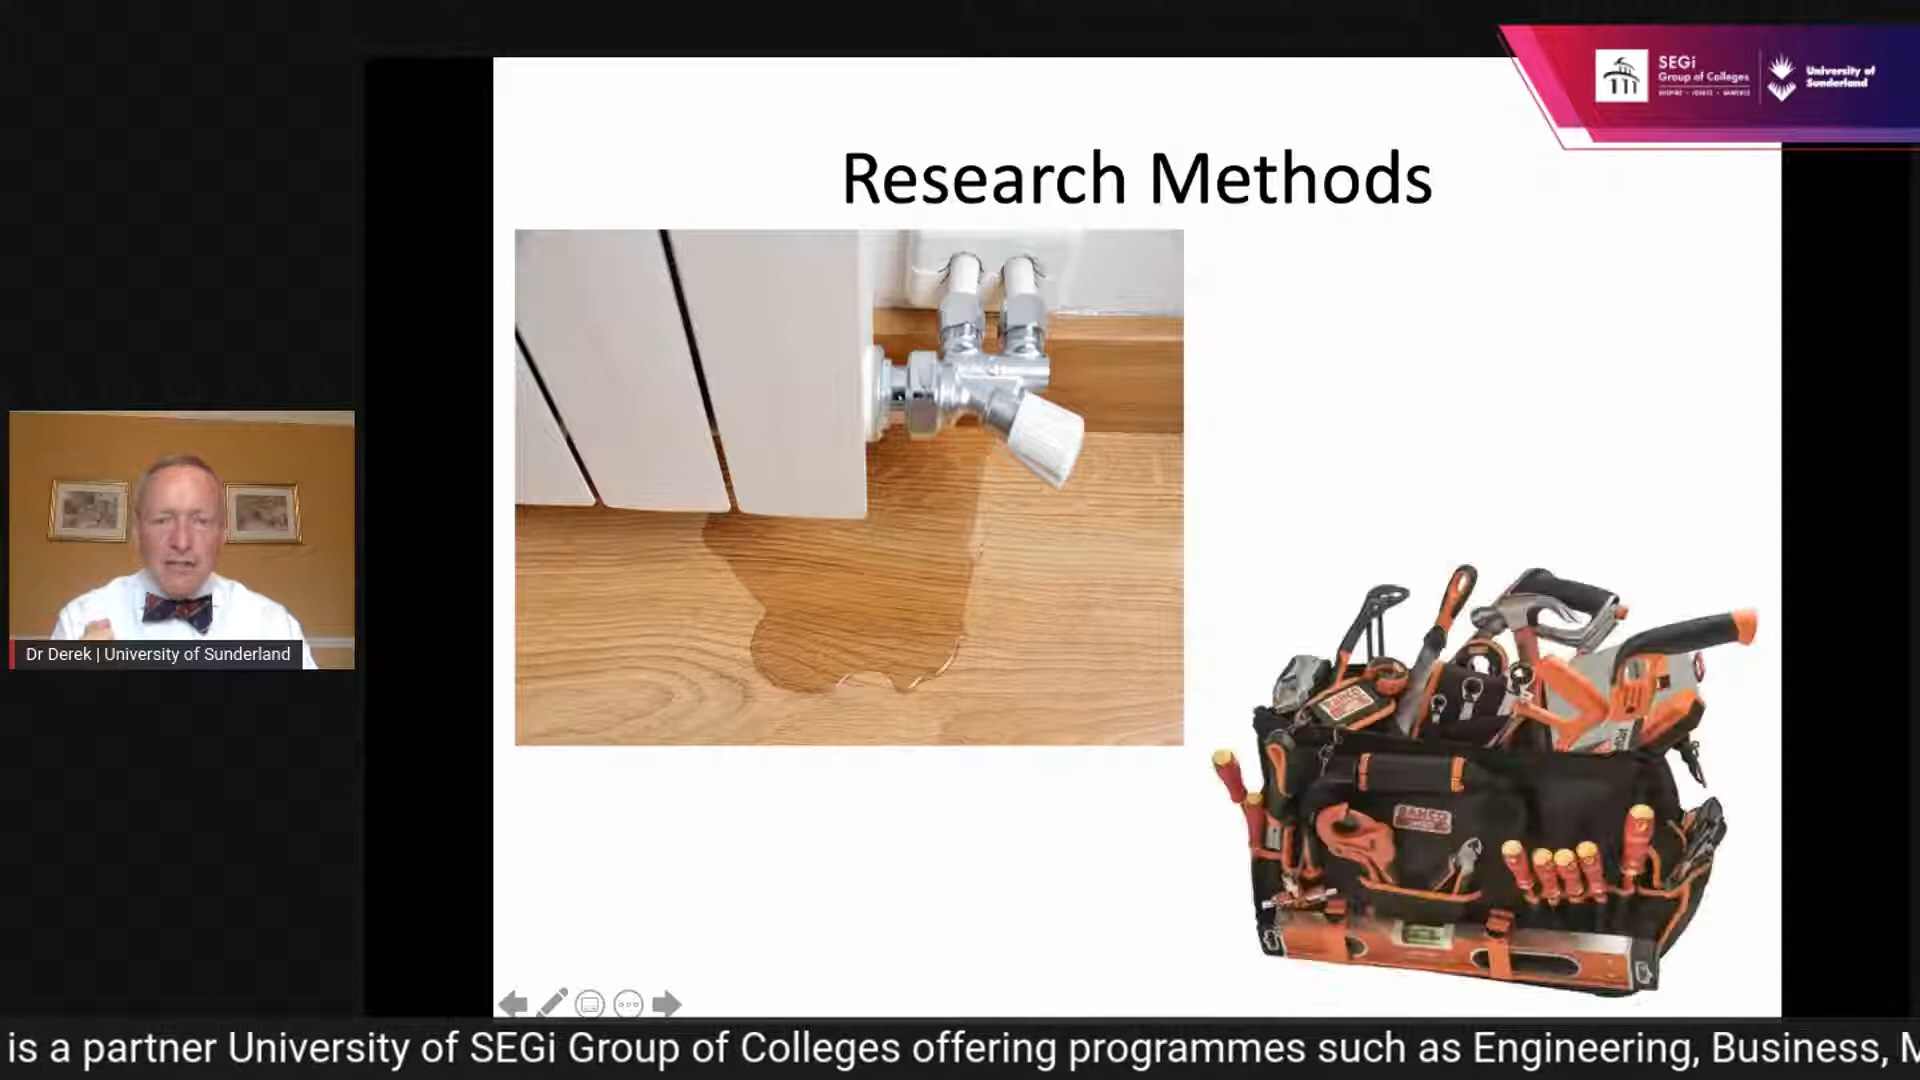 SEGi
Group of Colleges
University of
Sunderland
Research Methods
BAHCO
Dr Derek | University of Sunderland
is a partner University of SEGi Group of Colleges offering programmes such as Engineering, Business, M